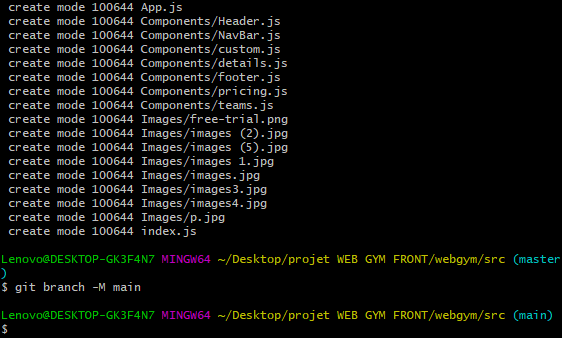 create mode 100644 App.js
create mode 100644 Components/Header.js
create mode 100644 Components/NavBar.js
create mode 100644 Components/custom.js
create mode 100644 Components/details.js
create mode 100644 Components/footer.js
create mode 100644 Components/pricing.js
create mode 100644 Components/teams.js
create mode 100644 Images/free-trial.png
create mode 100644 Images/images (2).jpg
create mode 100644 Images/images (5).jpg
create mode 100644 Images/images 1.jpg
create mode 100644 Images/images.jpg
create mode 100644 Images/images3.jpg
create mode 100644 Images/images4.jpg
create mode 100644 Images/p.jpg
create mode 100644 index.js
Lenovo@DESKTOP-GK3F4N7 MINGW64 ~/Desktop/projet WEB GYM FRONT/webgym/src (master
)
$ git branch -M main
Lenovo@DESKTOP-GK3F4N7 MINGW64 ~/Desktop/projet WEB GYM FRONT/webgym/src (main)
$